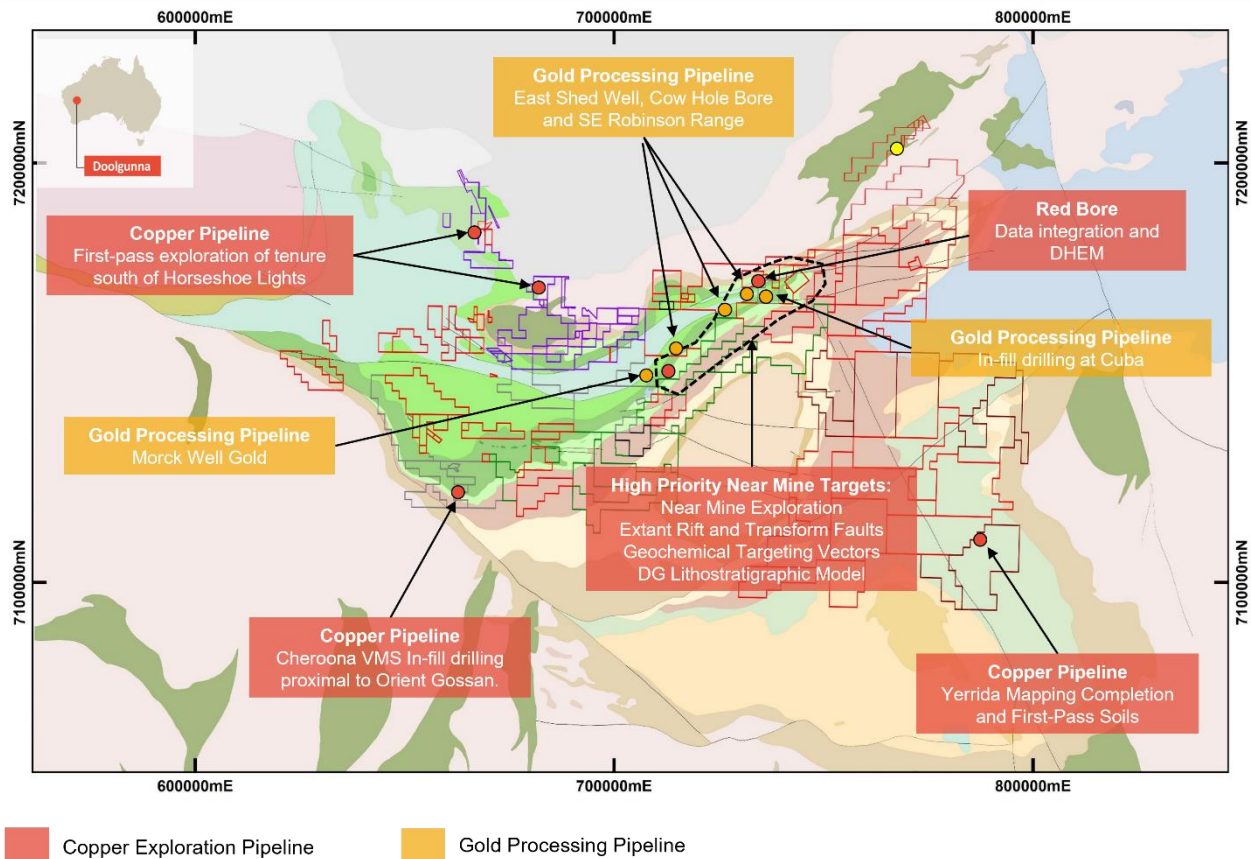 600000mE
700000mE
800000mE
7200000mN
7200000mN
Doolgunna
Gold Processing Pipeline
East Shed Well, Cow Hole Bore
and SE Robinson Range
Copper Pipeline
First-pass exploration of tenure
south of Horseshoe Lights
Red Bore
Data integration and
DHEM
Gold Processing Pipeline
In-fill drilling at Cuba
Gold Processing Pipeline
Morck Well Gold
High Priority Near Mine Targets:
Near Mine Exploration
Extant Rift and Transform Faults
Geochemical Targeting Vectors
DG Lithostratigraphic Model
7100000mN
7100000mN
Copper Pipeline
Cheroona VMS In-fill drilling
proximal to Orient Gossan.
Copper Pipeline
Yerrida Mapping Completion
and First-Pass Soils
600000mE
700000mE
800000mE
Copper Exploration Pipeline
Gold Processing Pipeline